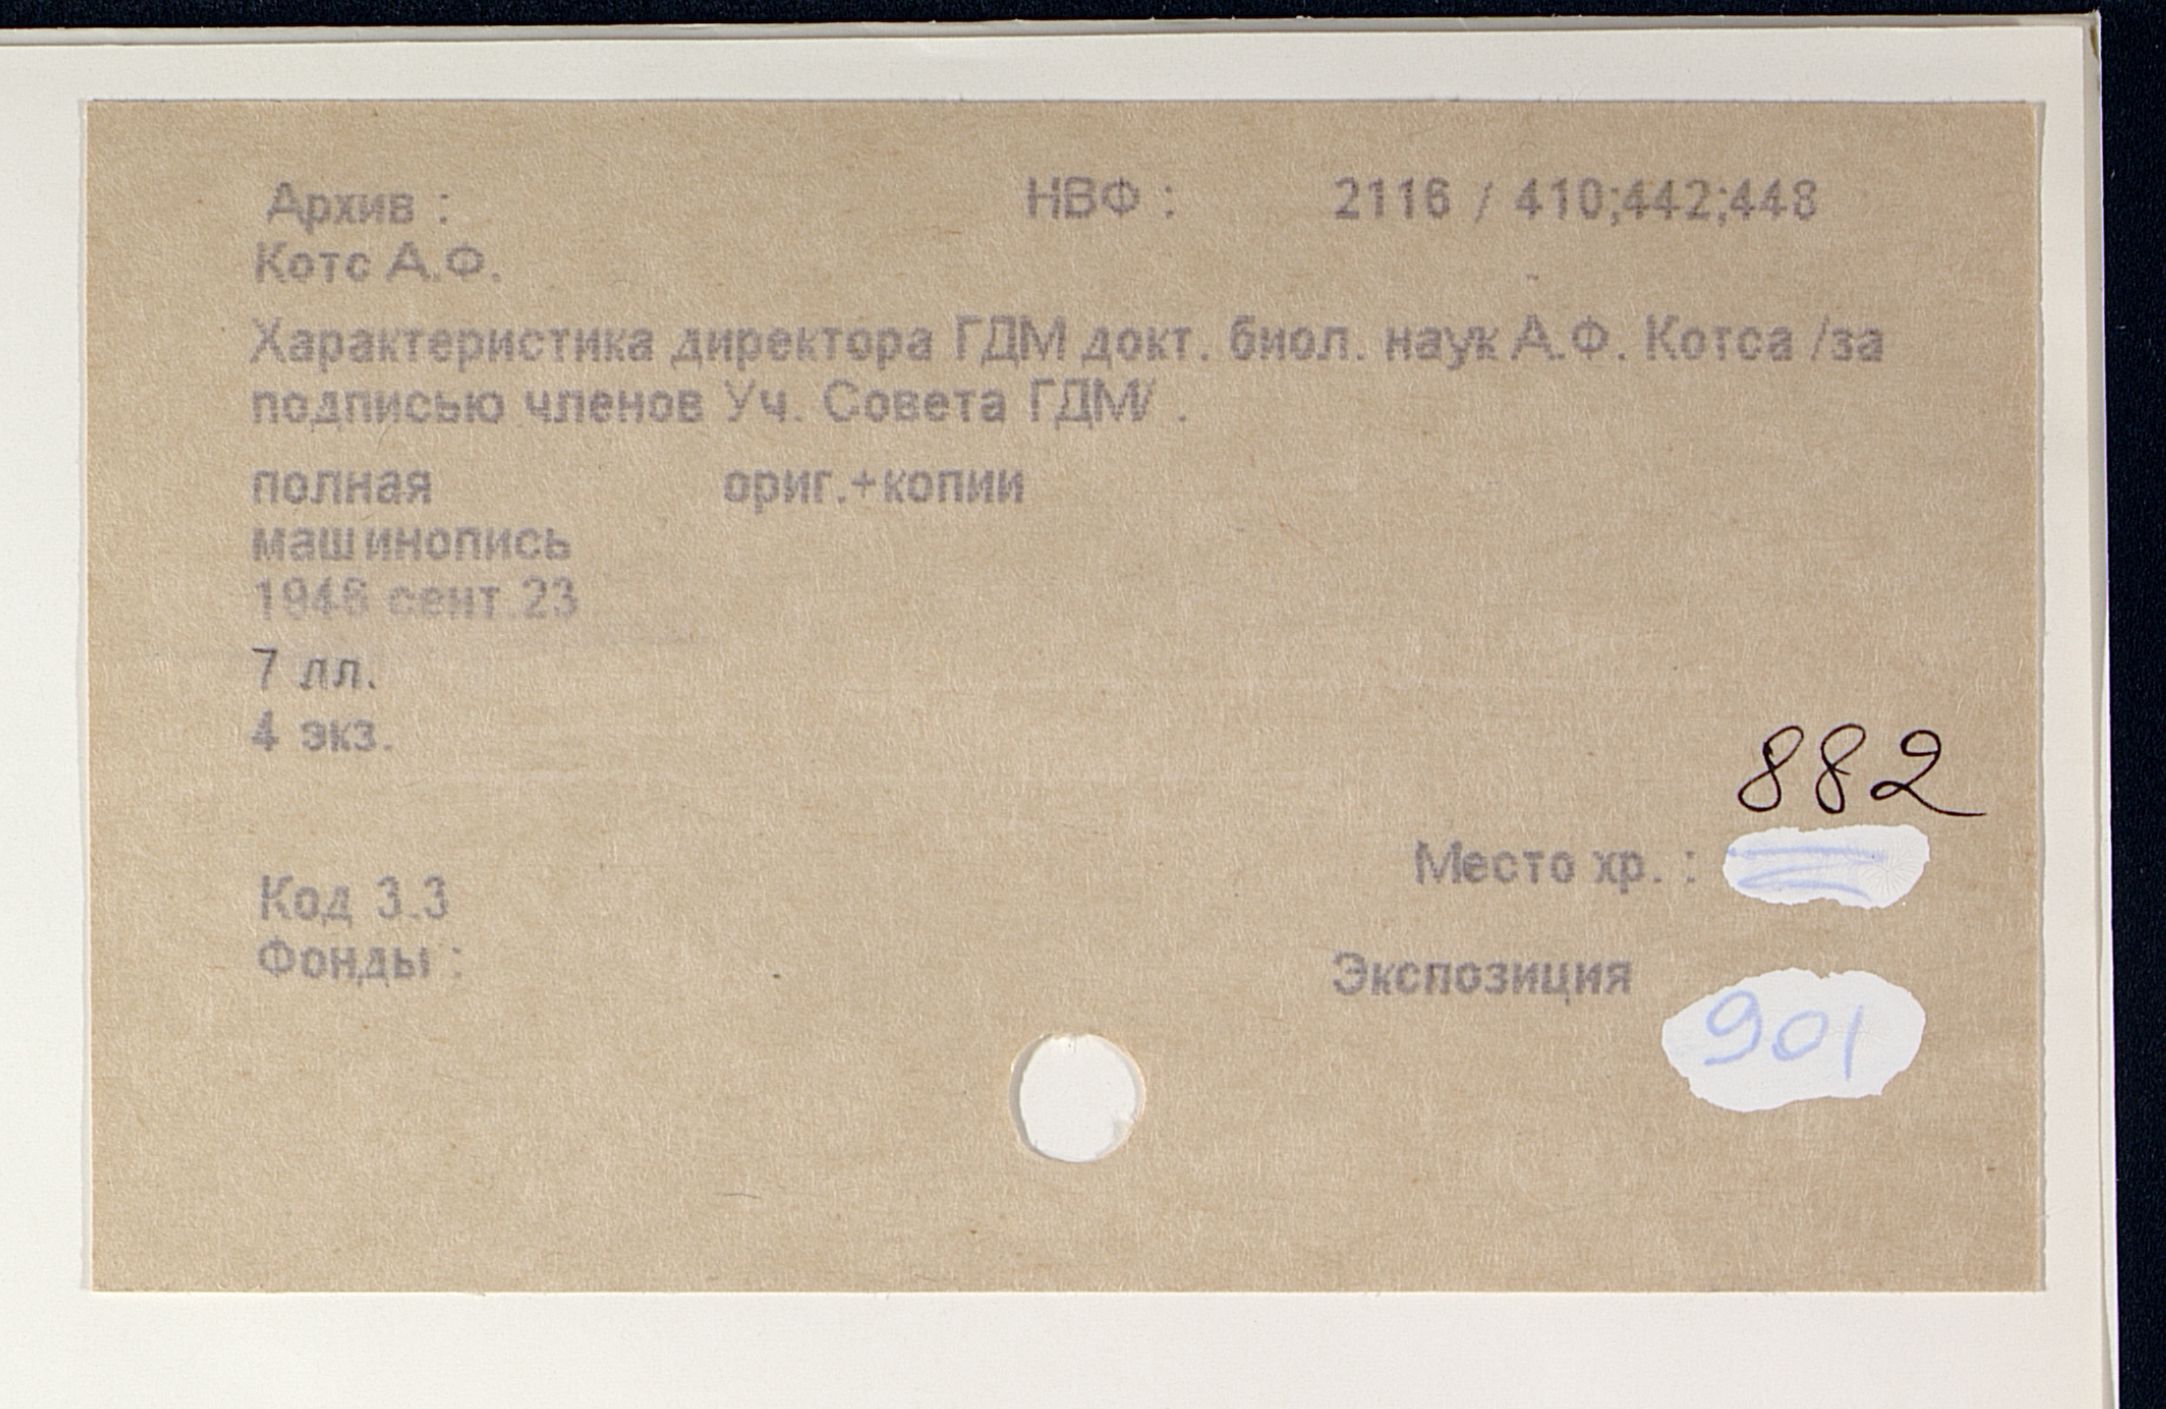 Архив : НВФ : 2116 / 410;442;448
Котс А.Ф.
Характеристика директора ГДМ докт. биол. наук А.Ф. Котса /за
подписью членов Уч. Совета ГДМ/ .
полная ориг.+копии
машинопись
сент.23
7 лл.
4 экз.
882
Место хр. :
Код 3.3
Фонды :
Экспозиция
901